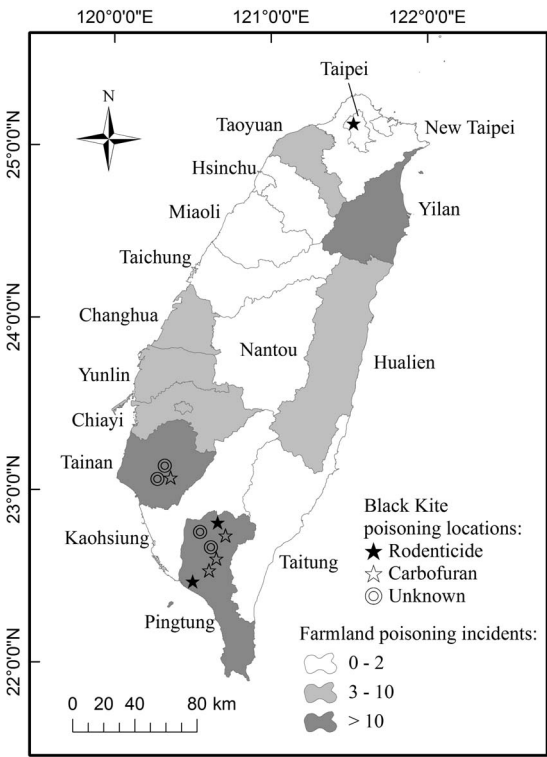 120°0'0"E
121°0'0"E
122°0'0"E
25°0'0"N
24°0'0"N
23°0'0"N
22°0'0"N
N
Taipei
New Taipei
Taoyuan
Hsinchu
Yilan
Miaoli
Taichung
Changhua
Nantou
Hualien
Yunlin
Chiayi
Tainan
Kaohsiung
Taitung
Pingtung
Black Kite
poisoning locations:
Rodenticide
Carbofuran
Unknown
Farmland poisoning incidents:
0 - 2
3 - 10
> 10
0 20 40 80 km